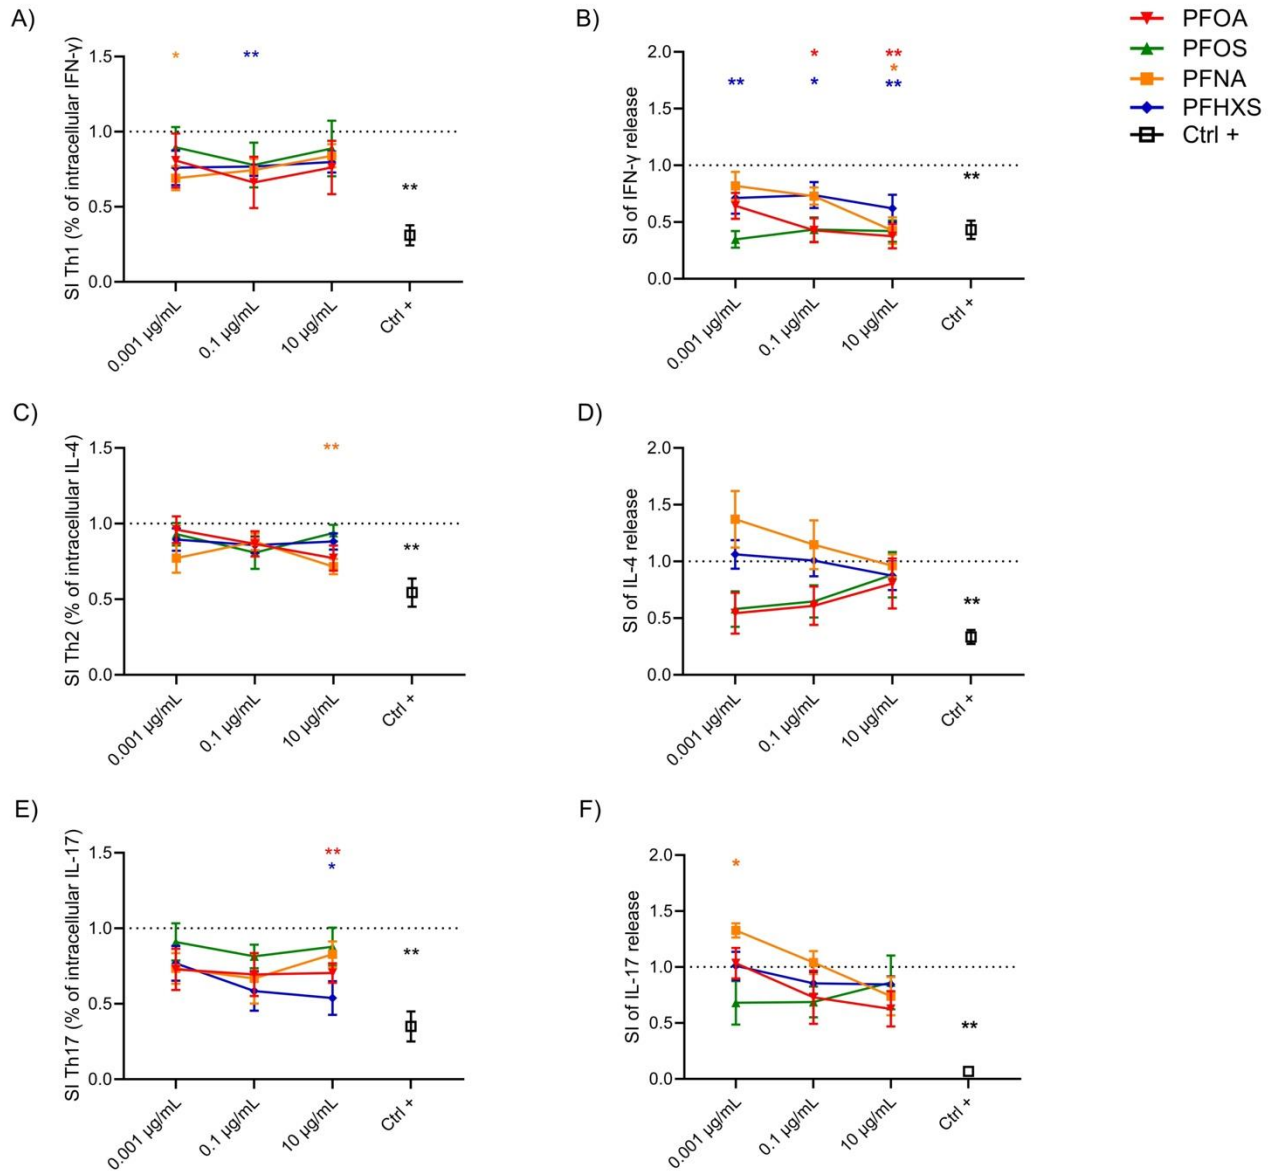 A)
SI Th1 (% of intracellular IFN-γ)
1.5
1.0
0.5
0.0
*
**
**
0.001 µg/mL
0.1 µg/mL
10 µg/mL
Ctrl +
B)
SI of IFN-γ release
2.0
1.5
1.0
0.5
0.0
**
*
*
**
*
**
**
0.001 µg/mL
0.1 µg/mL
10 µg/mL
Ctrl +
PFOA
PFOS
PFNA
PFHXS
Ctrl +
C)
SI Th2 (% of intracellular IL-4)
1.5
1.0
0.5
0.0
**
**
0.001 µg/mL
0.1 µg/mL
10 µg/mL
Ctrl +
D)
SI of IL-4 release
2.0
1.5
1.0
0.5
0.0
**
0.001 µg/mL
0.1 µg/mL
10 µg/mL
Ctrl +
E)
SI Th17 (% of intracellular IL-17)
1.5
1.0
0.5
0.0
**
*
**
0.001 µg/mL
0.1 µg/mL
10 µg/mL
Ctrl +
F)
SI of IL-17 release
2.0
1.5
1.0
0.5
0.0
*
**
0.001 µg/mL
0.1 µg/mL
10 µg/mL
Ctrl +